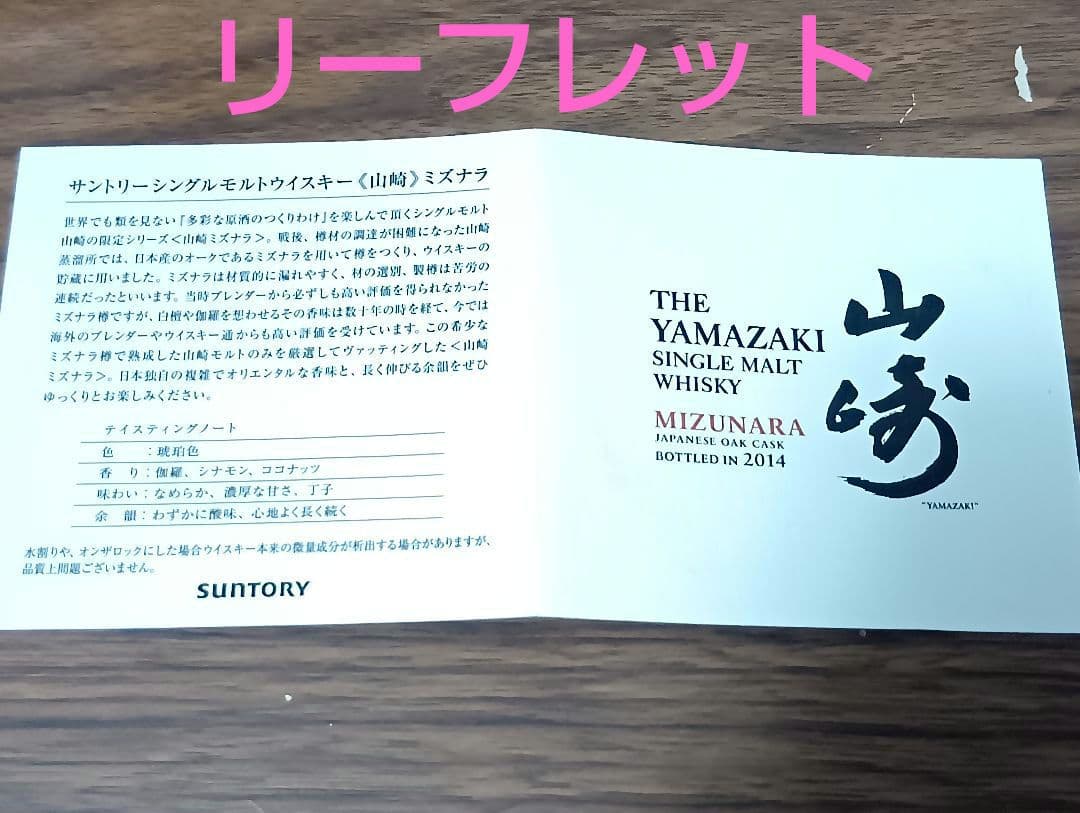 リーフレット
サントリーシングルモルトウイスキー《山崎》ミズナラ
世界でも類を見ない「多彩な原酒のつくりわけ」を楽しんで頂くシングルモルト
山崎の限定シリーズ<山崎ミズナラ>。戦後、樽材の調達が困難になった山崎
蒸溜所では、日本産のオークであるミズナラを用いて樽をつくり、ウイスキーの
貯蔵に用いました。ミズナラは材質的に漏れやすく、材の選別、製樽は苦労の
連続だったといいます。当時ブレンダーから必ずしも高い評価を得られなかった
ミズナラ樽ですが、白檀や伽羅を想わせるその香味は数十年の時を経て、今では
海外のブレンダーやウイスキー通からも高い評価を受けています。この希少な
ミズナラ樽で熟成した山崎モルトのみを厳選してヴァッティングした<山崎
ミズナラ>。日本独自の複雑でオリエンタルな香味と、長く伸びる余韻をぜひ
ゆっくりとお楽しみください。
テイスティングノート
色 :琥珀色
香 り:伽羅、シナモン、ココナッツ
味わい:なめらか、濃厚な甘さ、丁子
余 韻:わずかに酸味、心地よく長く続く
水割りや、オンザロックにした場合ウイスキー本来の微量成分が析出する場合がありますが、
品質上問題ございません。
SUNTORY
THE
YAMAZAKI
SINGLE MALT
WHISKY
MIZUNARA
JAPANESE OAK CASK
BOTTLED IN 2014
山崎
"YAMAZAKI"